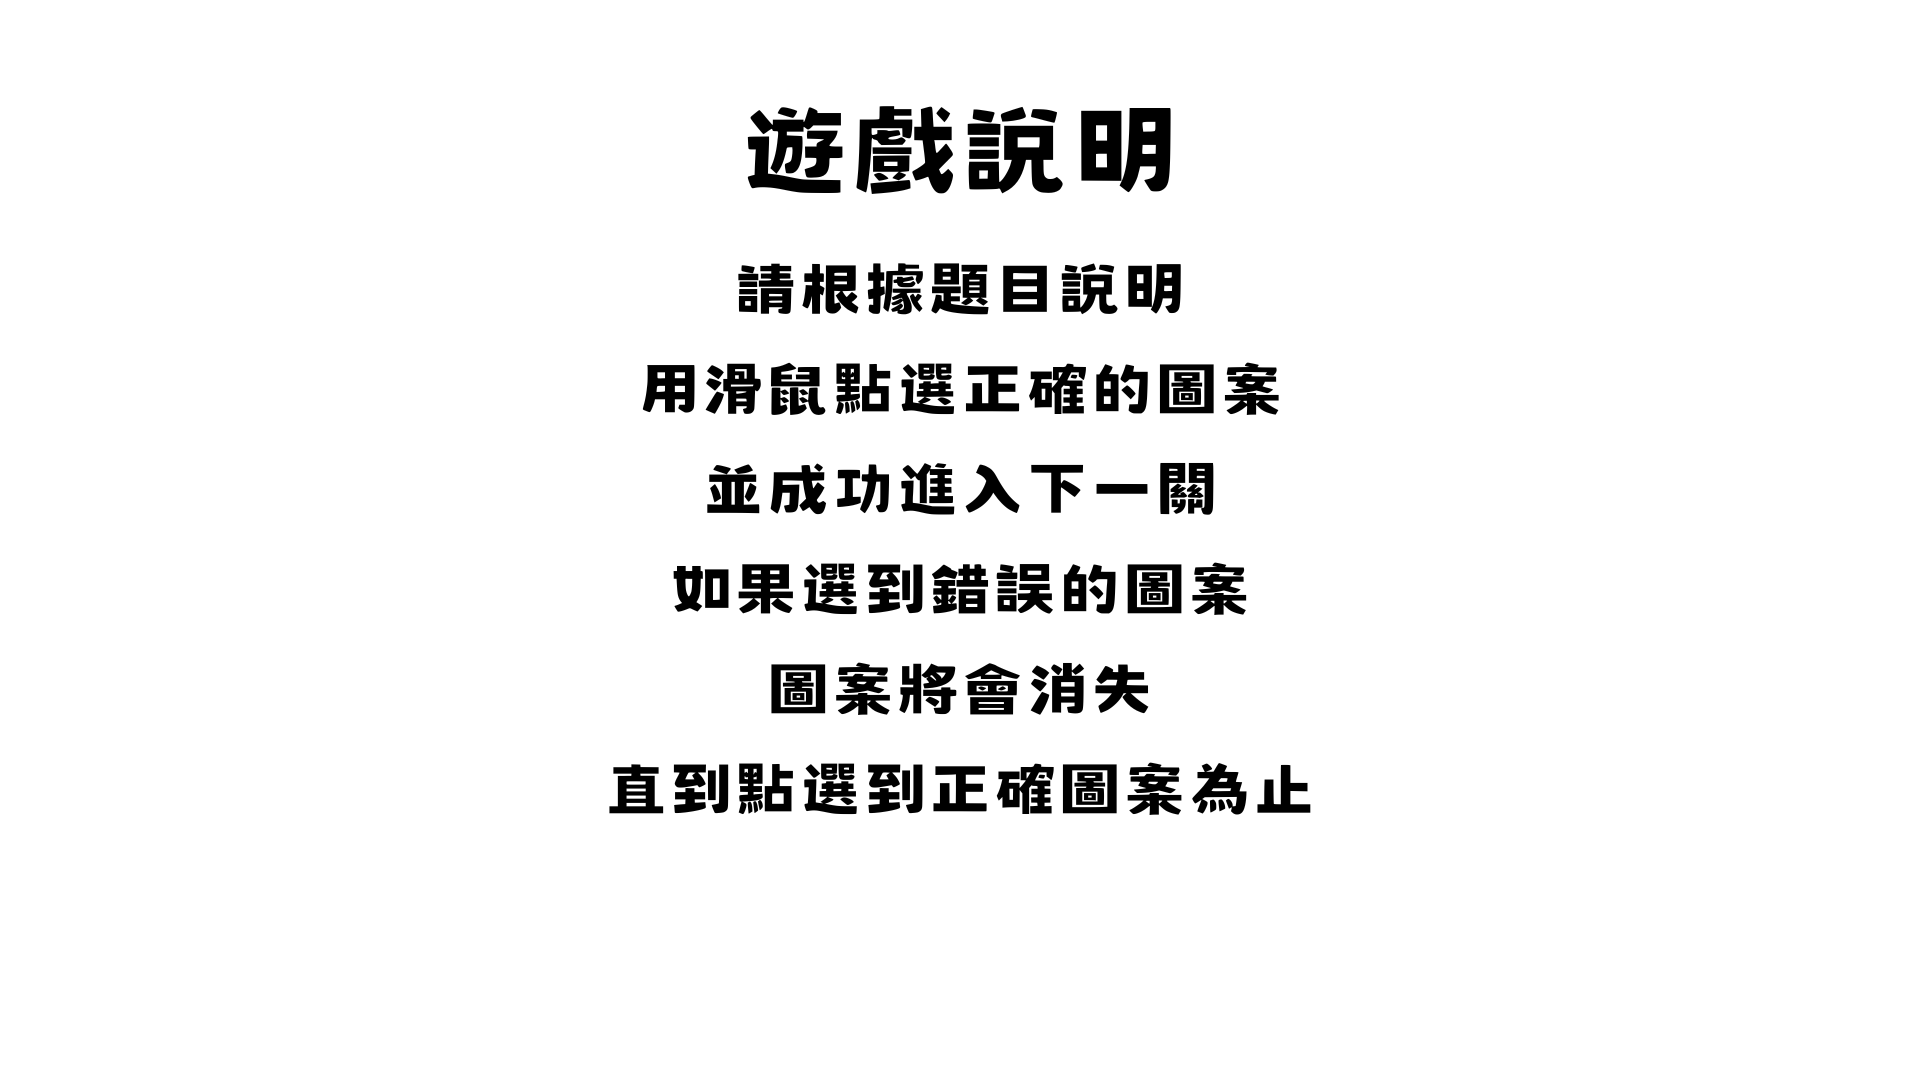 遊戲說明
請根據題目說明
用滑鼠點選正確的圖案
並成功進入下一關
如果選到錯誤的圖案
圖案將會消失
直到點選到正確圖案為止